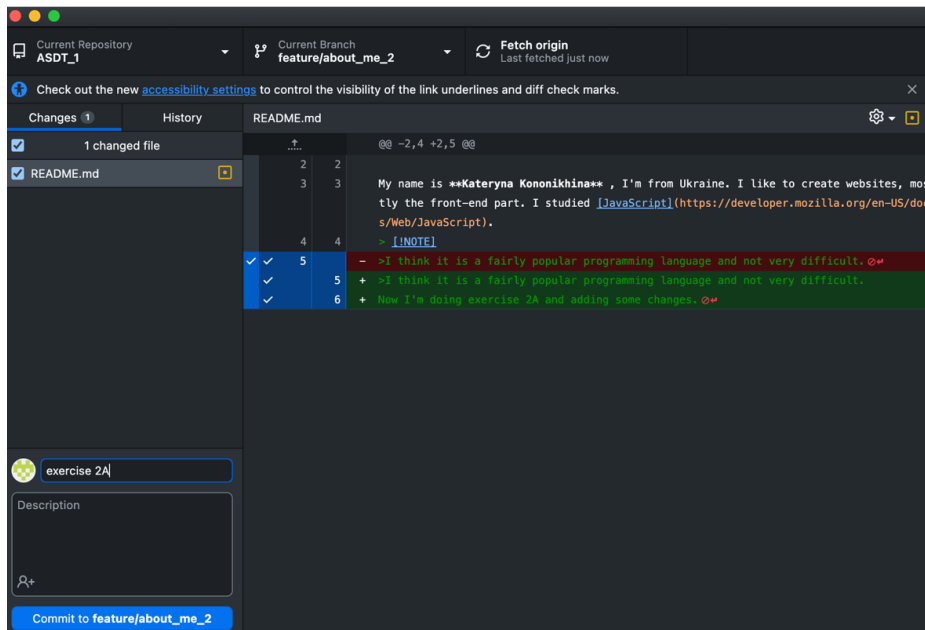 Current Repository
ASDT_1
Current Branch
feature/about_me_2
Fetch origin
Last fetched just now
Check out the new accessibility settings to control the visibility of the link underlines and diff check marks.
Changes 1
History
README.md
1 changed file
README.md
@@ -2,4 +2,5 @@
2 2
3 3 My name is **Kateryna Kononikhina** , I'm from Ukraine. I like to create websites, mos
tly the front-end part. I studied [JavaScript](https://developer.mozilla.org/en-US/doc
s/Web/JavaScript).
4 4 > [!NOTE]
5 - >I think it is a fairly popular programming language and not very difficult.
5 + >I think it is a fairly popular programming language and not very difficult.
6 + Now I'm doing exercise 2A and adding some changes.
exercise 2A
Description
Commit to feature/about_me_2